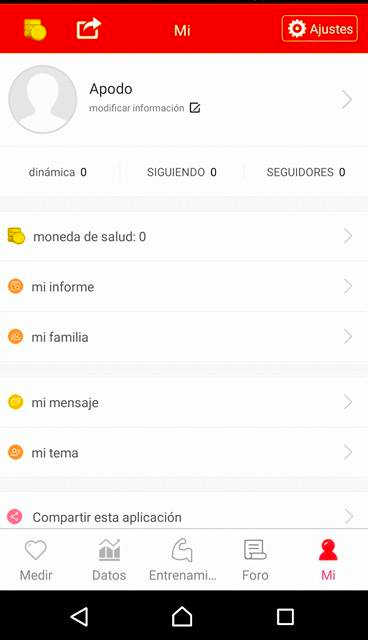 Mi
Ajustes
Apodo
modificar información
dinámica 0 SIGUIENDO 0 SEGUIDORES 0
moneda de salud: 0
mi informe
mi familia
mi mensaje
mi tema
Compartir esta aplicación
Medir Datos Entrenami... Foro Mi